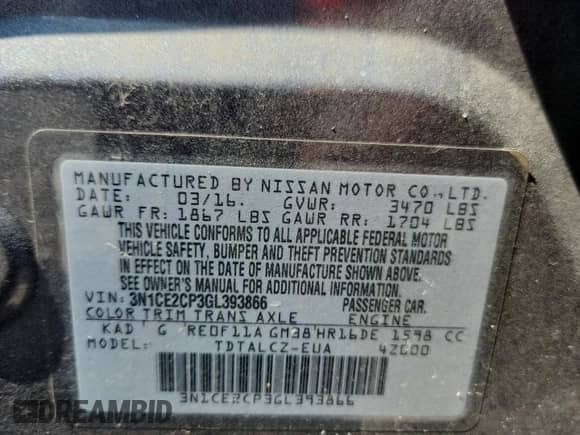 MANUFACTURED BY NISSAN MOTOR CO., LTD.
DATE: 03/16. GVWR: 3470 LBS
GAWR FR: 1867 LBS GAWR RR: 1704 LBS
THIS VEHICLE CONFORMS TO ALL APPLICABLE FEDERAL MOTOR
VEHICLE SAFETY, BUMPER AND THEFT PREVENTION STANDARDS
IN EFFECT ON THE DATE OF MANUFACTURE SHOWN ABOVE.
SEE OWNER'S MANUAL FOR ADDITIONAL INFORMATION.
VIN: 3N1CE2CP3GL393866 PASSENGER CAR.
COLOR TRIM TRANS AXLE ENGINE
KAD G RE0F11A GM38 HR16DE 1598 CC
MODEL: TDTALCZ-EUA 42000
3N1CE2CP3GL393866
DREAMBID